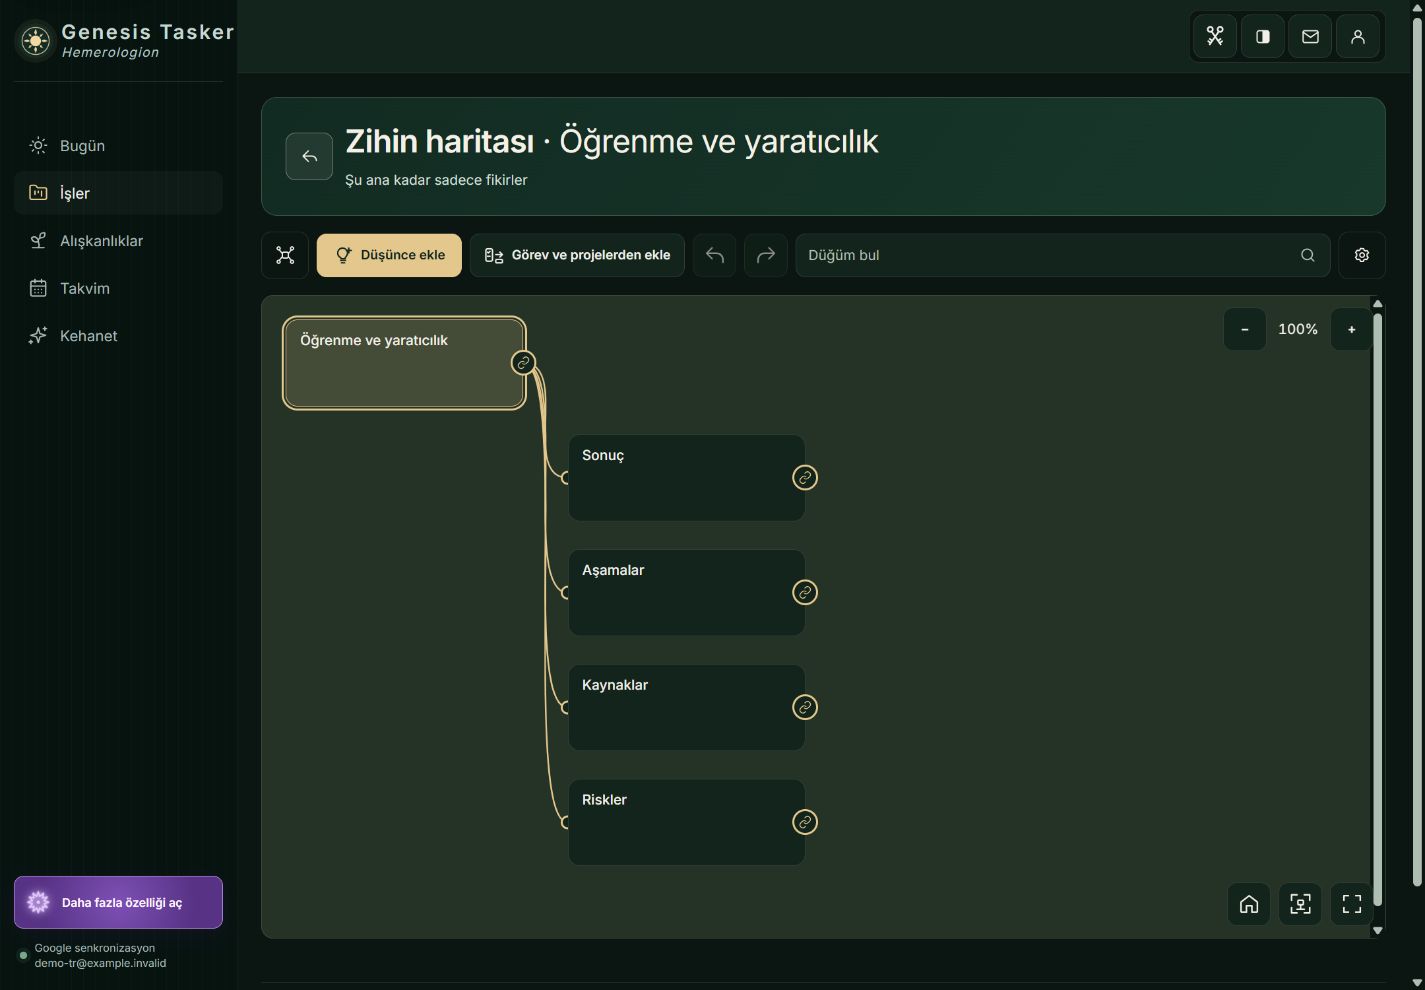 Genesis Tasker
Hemerologion
Bugün
İşler
Alışkanlıklar
Takvim
Kehanet
Daha fazla özelliği aç
Google senkronizasyon
demo-tr@example.invalid
Zihin haritası · Öğrenme ve yaratıcılık
Şu ana kadar sadece fikirler
Düşünce ekle
Görev ve projelerden ekle
Düğüm bul
Öğrenme ve yaratıcılık
- 100% +
Sonuç
Aşamalar
Kaynaklar
Riskler